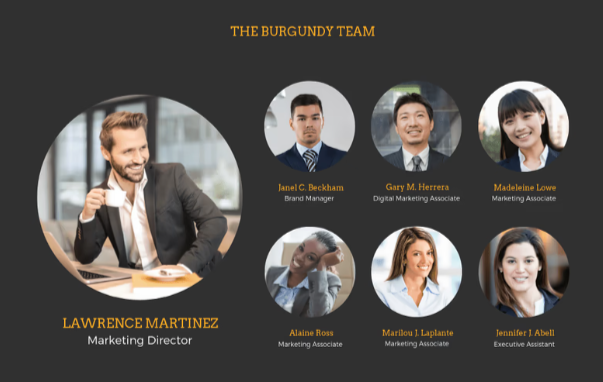 THE BURGUNDY TEAM
LAWRENCE MARTINEZ
Marketing Director
Janel C. Beckham
Brand Manager
Gary M. Herrera
Digital Marketing Associate
Madeleine Lowe
Marketing Associate
Alaine Ross
Marketing Associate
Marilou J. Laplante
Marketing Associate
Jennifer J. Abell
Executive Assistant